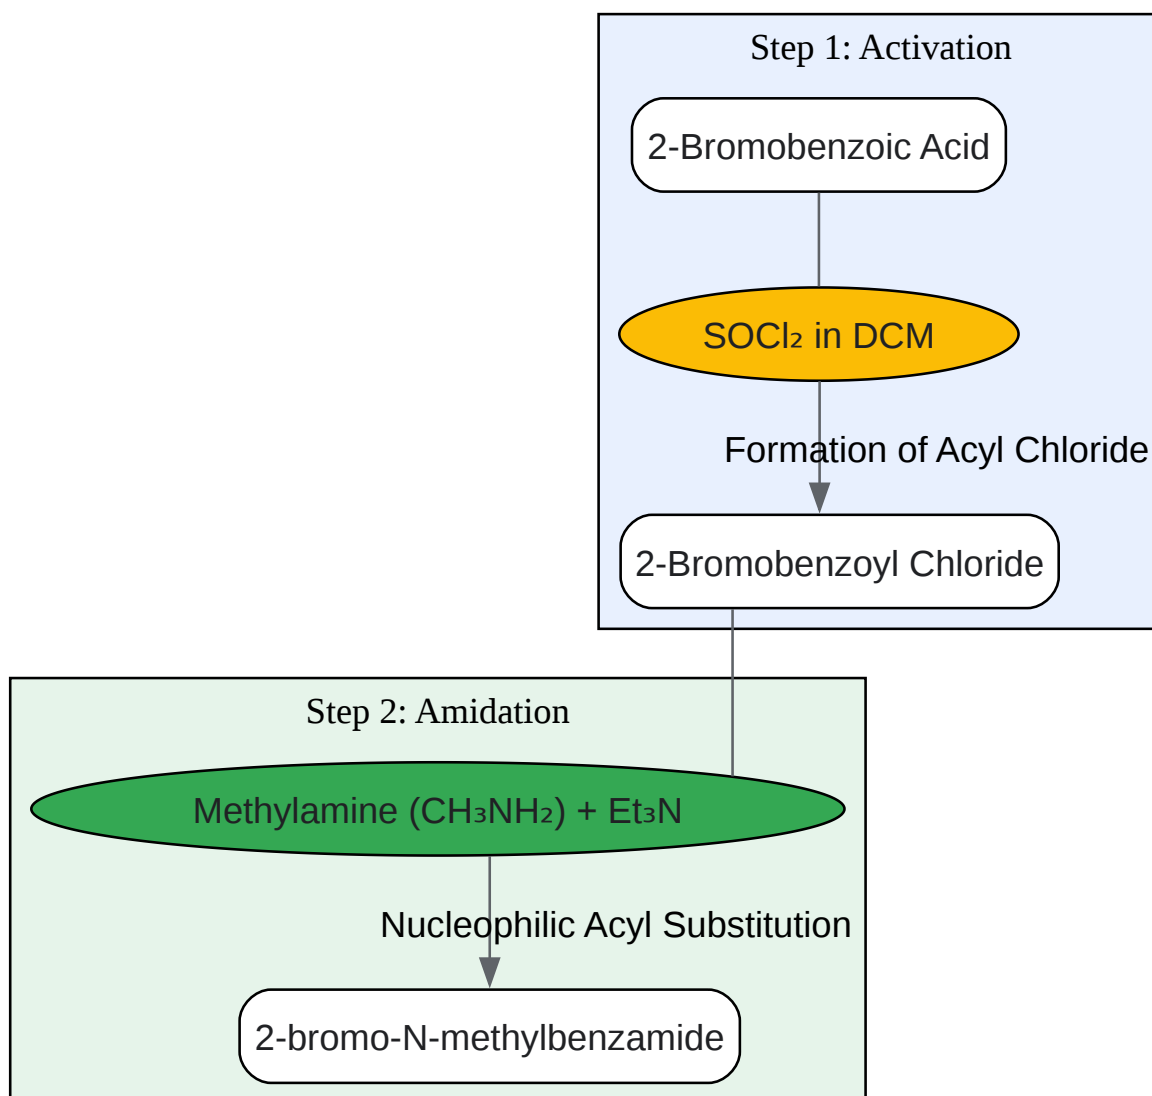 Step 1: Activation
2-Bromobenzoic Acid
SOCl₂ in DCM
Formation of Acyl Chloride
2-Bromobenzoyl Chloride
Step 2: Amidation
Methylamine (CH₃NH₂) + Et₃N
Nucleophilic Acyl Substitution
2-bromo-N-methylbenzamide